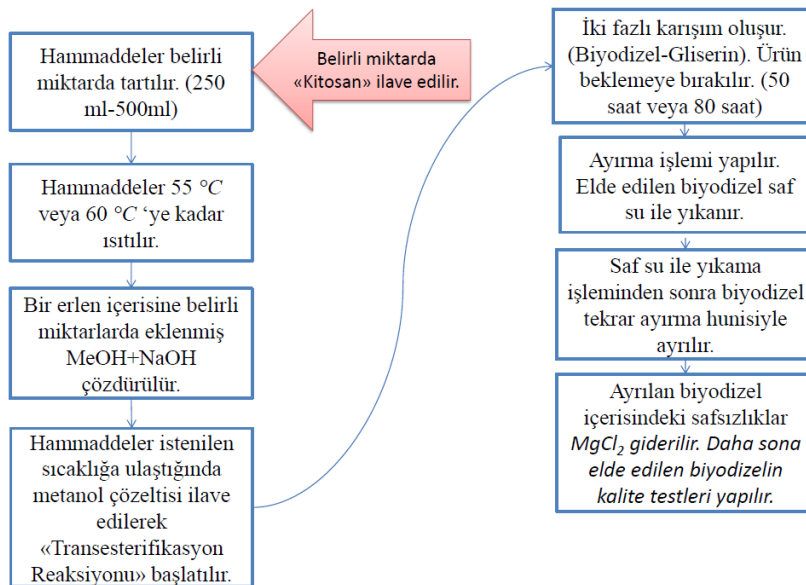 Hammaddeler belirli
miktarda tartılır. (250
ml-500ml)
Belirli miktarda
«Kitosan» ilave edilir.
Hammaddeler 55 °C
veya 60 °C ‘ye kadar
ısıtılır.
Bir erlen içerisine belirli
miktarlarda eklenmiş
MeOH+NaOH
çözdürülür.
Hammaddeler istenilen
sıcaklığa ulaştığında
metanol çözeltisi ilave
edilerek
«Transesterifikasyon
Reaksiyonu» başlatılır.
İki fazlı karışım oluşur.
(Biyodizel-Gliserin). Ürün
beklemeye bırakılır. (50
saat veya 80 saat)
Ayırma işlemi yapılır.
Elde edilen biyodizel saf
su ile yıkanır.
Saf su ile yıkama
işleminden sonra biyodizel
tekrar ayırma hunisiyle
ayrılır.
Ayrılan biyodizel
içerisindeki safsızlıklar
MgCl₂ giderilir. Daha sona
elde edilen biyodizelin
kalite testleri yapılır.